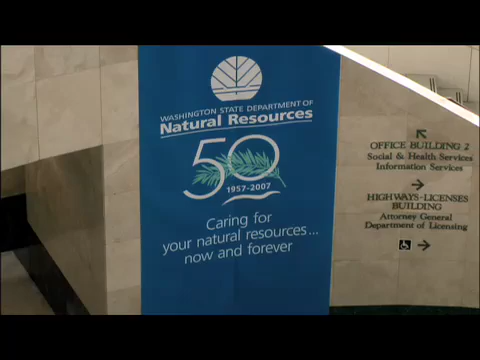 WASHINGTON STATE DEPARTMENT OF
Natural Resources
50
1957-2007
Caring for
your natural resources...
now and forever
OFFICE BUILDING 2
Social & Health Services
Information Services
HIGHWAYS-LICENSES
BUILDING
Attorney General
Department of Licensing